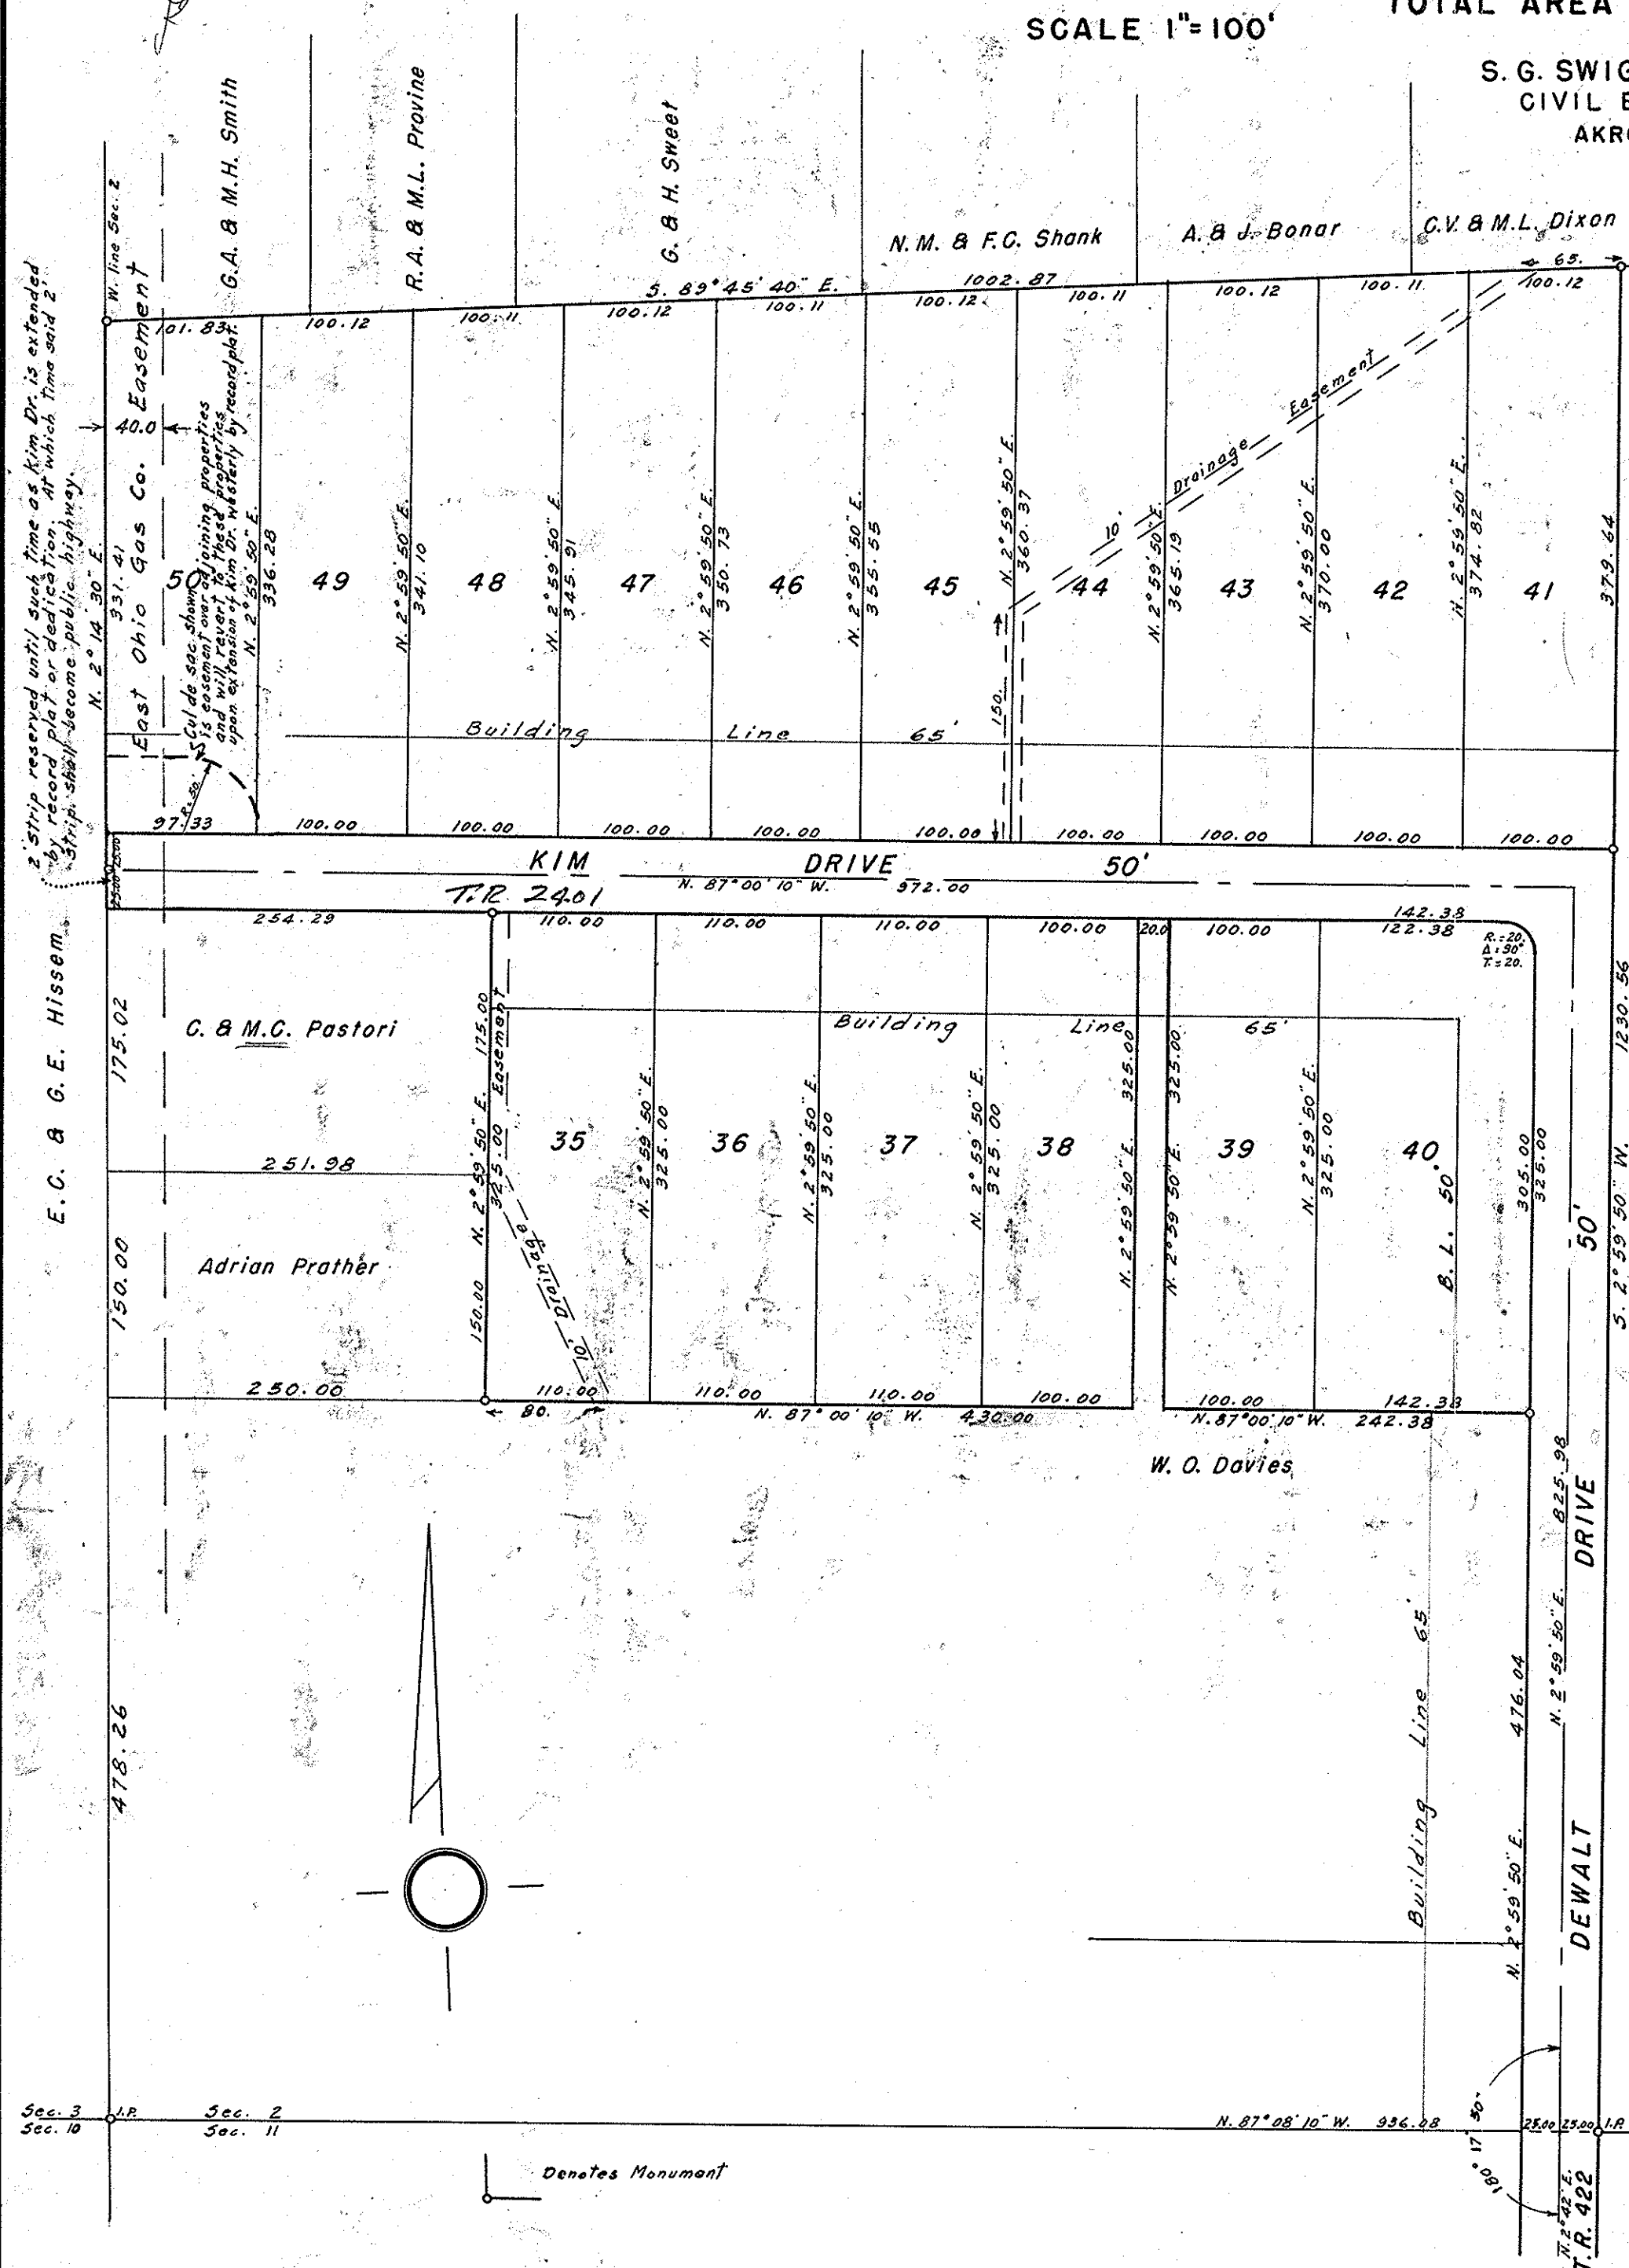 TOTAL AREA
SCALE 1"=100'
S. G. SWIG
CIVIL E
AKR
W. line Sec. 2
G.A. & M.H. Smith
R.A. & M.L. Provine
G. & H. Sweet
N.M. & F.C. Shank
A. & J. Bonar
C.V. & M.L. Dixon
65.
S. 89° 45' 40" E.
1002.87
101.83
100.12
100.11
100.12
100.11
100.12
100.11
100.12
100.11
100.12
2' strip reserved until such time as Kim Dr. is extended
by record plat or dedication. At which time said 2'
strip shall become public highway.
N. 2° 14' 30" E.
331.41
40.0
East Ohio Gas Co. Easement
Cul de sac shown
is easement over adjoining properties
and will revert to these properties
upon extension of Kim Dr. westerly by record plat.
R=50'
N. 2° 59' 50" E.
336.28
N. 2° 59' 50" E.
341.10
N. 2° 59' 50" E.
345.91
N. 2° 59' 50" E.
350.73
N. 2° 59' 50" E.
355.55
N. 2° 59' 50" E.
360.37
N. 2° 59' 50" E.
365.19
N. 2° 59' 50" E.
370.00
N. 2° 59' 50" E.
374.82
379.64
10' Drainage Easement
50
49
48
47
46
45
44
43
42
41
150.
Building Line 65'
97.33
100.00
100.00
100.00
100.00
100.00
100.00
100.00
100.00
100.00
25.00
25.00
KIM DRIVE 50'
N. 87° 00' 10" W. 972.00
T.R. 2401
254.29
110.00
110.00
110.00
100.00
20.0
100.00
142.38
122.38
R.=20.
Δ=90°
T.=20.
E.C. & G.E. Hissem
175.02
C. & M.C. Pastori
175.00
Easement
Building Line 65'
325.00
325.00
1230.56
251.98
N. 2° 59' 50" E.
325.00
35
N. 2° 59' 50" E.
325.00
36
N. 2° 59' 50" E.
325.00
37
N. 2° 59' 50" E.
325.00
38
N. 2° 59' 50" E.
N. 2° 59' 50" E.
39
N. 2° 59' 50" E.
325.00
40
B. L. 50'
305.00
325.00
50'
S. 2° 59' 50" W.
150.00
Adrian Prather
150.00
10' Drainage
250.00
110.00
110.00
110.00
100.00
100.00
142.38
80.
N. 87° 00' 10" W. 430.00
N. 87° 00' 10" W. 242.38
W. O. Davies
478.26
Building Line 65'
N. 2° 59' 50" E. 476.04
N. 2° 59' 50" E. 825.98
DEWALT DRIVE
Sec. 3
Sec. 10
I.P.
Sec. 2
Sec. 11
N. 87° 08' 10" W. 936.08
180° 17' 50"
25.00
25.00
I.P.
Denotes Monument
N. 2° 42' E.
T.R. 422